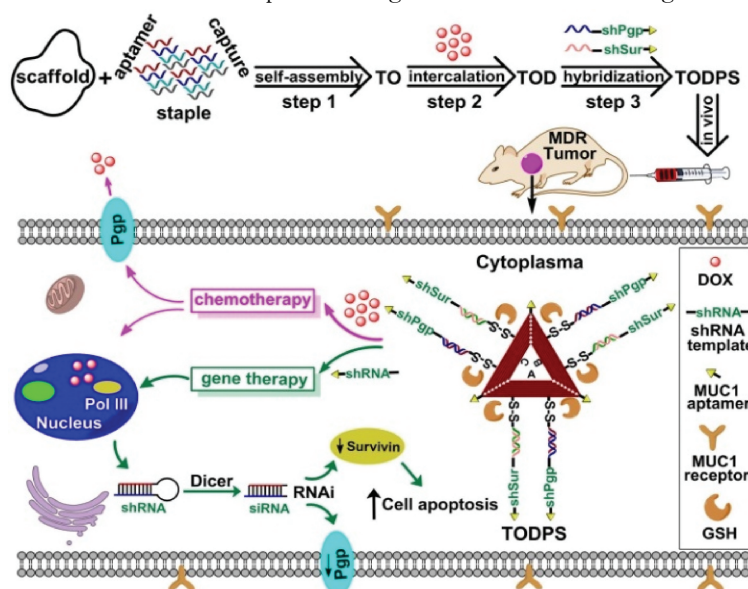 scaffold
+
aptamer
capture
staple
self-assembly
step 1
TO
intercalation
step 2
TOD
shPgp
shSur
hybridization
step 3
TODPS
in vivo
MDR
Tumor
Pgp
Cytoplasma
chemotherapy
gene therapy
shRNA
Nucleus
Pol III
shRNA
Dicer
siRNA
RNAi
Survivin
Cell apoptosis
Pgp
shSur
shPgp
shPgp
shSur
S-S
S-S
S-S
S-S
S-S
S-S
A
B
C
shSur
shPgp
TODPS
DOX
shRNA
shRNA
template
MUC1
aptamer
MUC1
receptor
GSH